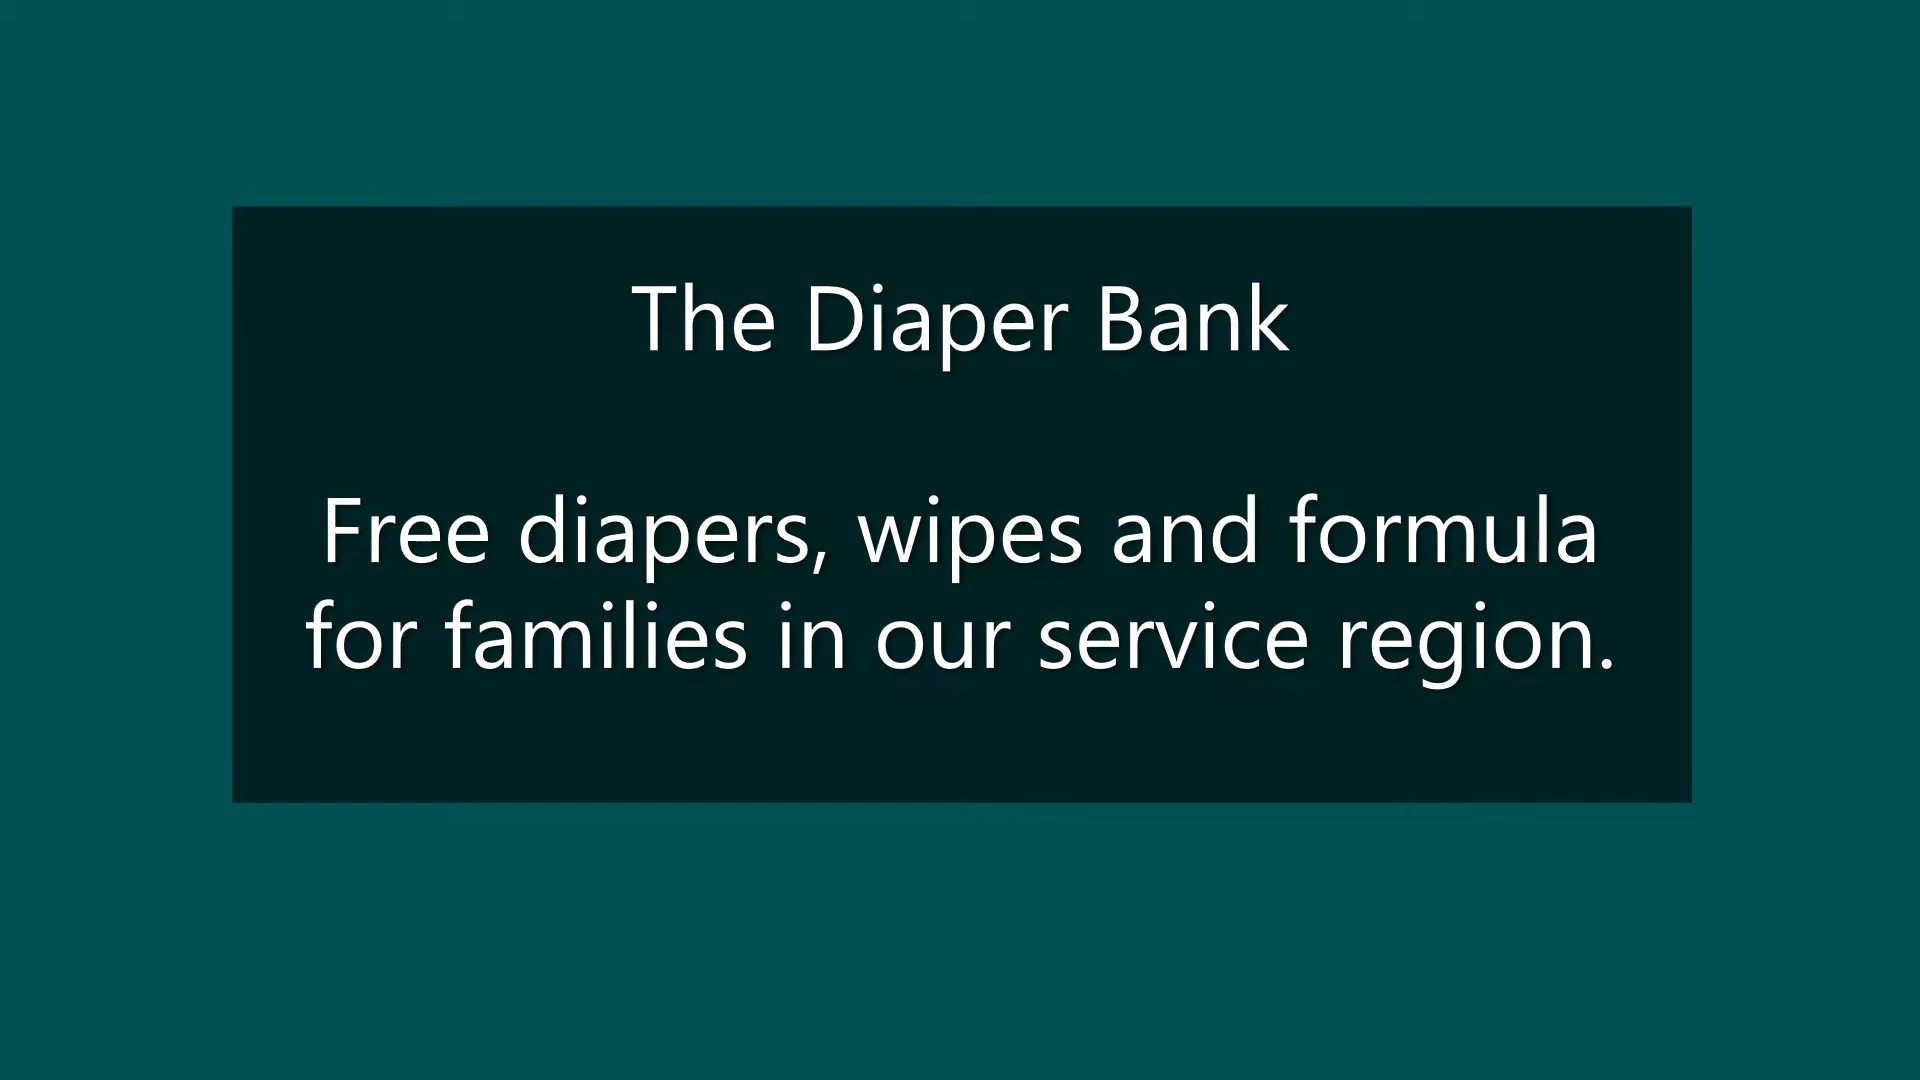 The Diaper Bank
Free diapers, wipes and formula
for families in our service region.